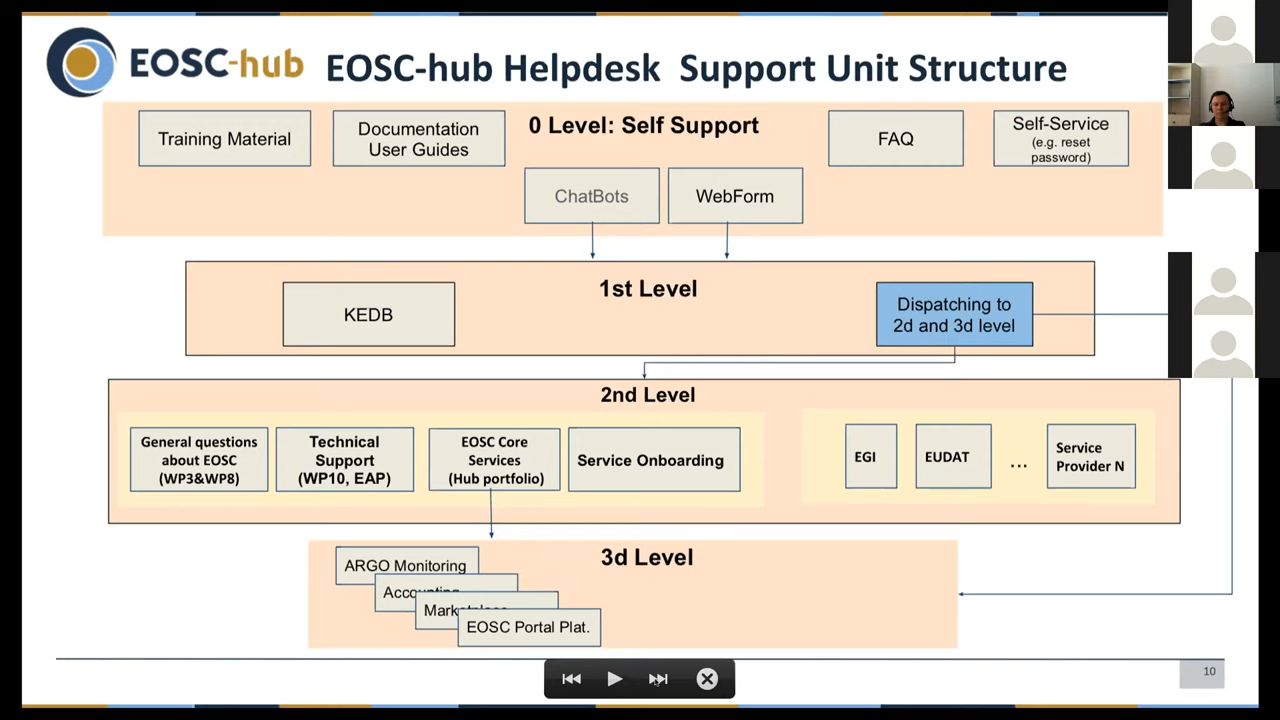 EOSC-hub
EOSC-hub Helpdesk Support Unit Structure
0 Level: Self Support
Training Material
Documentation
User Guides
FAQ
Self-Service
(e.g. reset
password)
ChatBots
WebForm
1st Level
KEDB
Dispatching to
2d and 3d level
2nd Level
General questions
about EOSC
(WP3&WP8)
Technical
Support
(WP10, EAP)
EOSC Core
Services
(Hub portfolio)
Service Onboarding
EGI
EUDAT
...
Service
Provider N
3d Level
ARGO Monitoring
Accounting
Marketplace
EOSC Portal Plat.
10